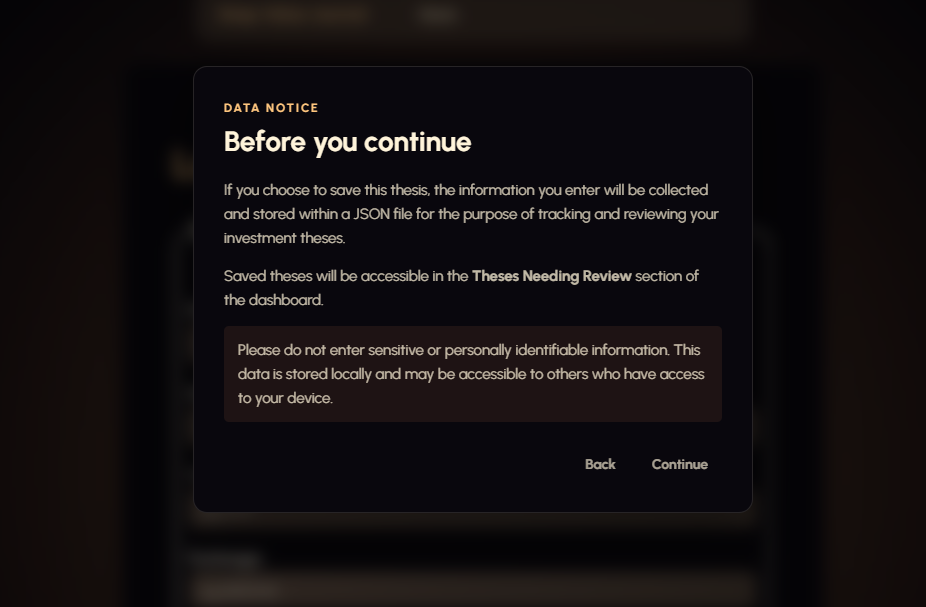 DATA NOTICE
Before you continue
If you choose to save this thesis, the information you enter will be collected
and stored within a JSON file for the purpose of tracking and reviewing your
investment theses.
Saved theses will be accessible in the Theses Needing Review section of
the dashboard.
Please do not enter sensitive or personally identifiable information. This
data is stored locally and may be accessible to others who have access
to your device.
Back
Continue